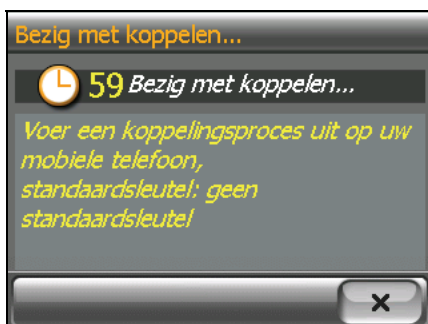 Bezig met koppelen...
59 Bezig met koppelen...
Voer een koppelingsproces uit op uw
mobiele telefoon,
standaardsleutel: geen
standaardsleutel